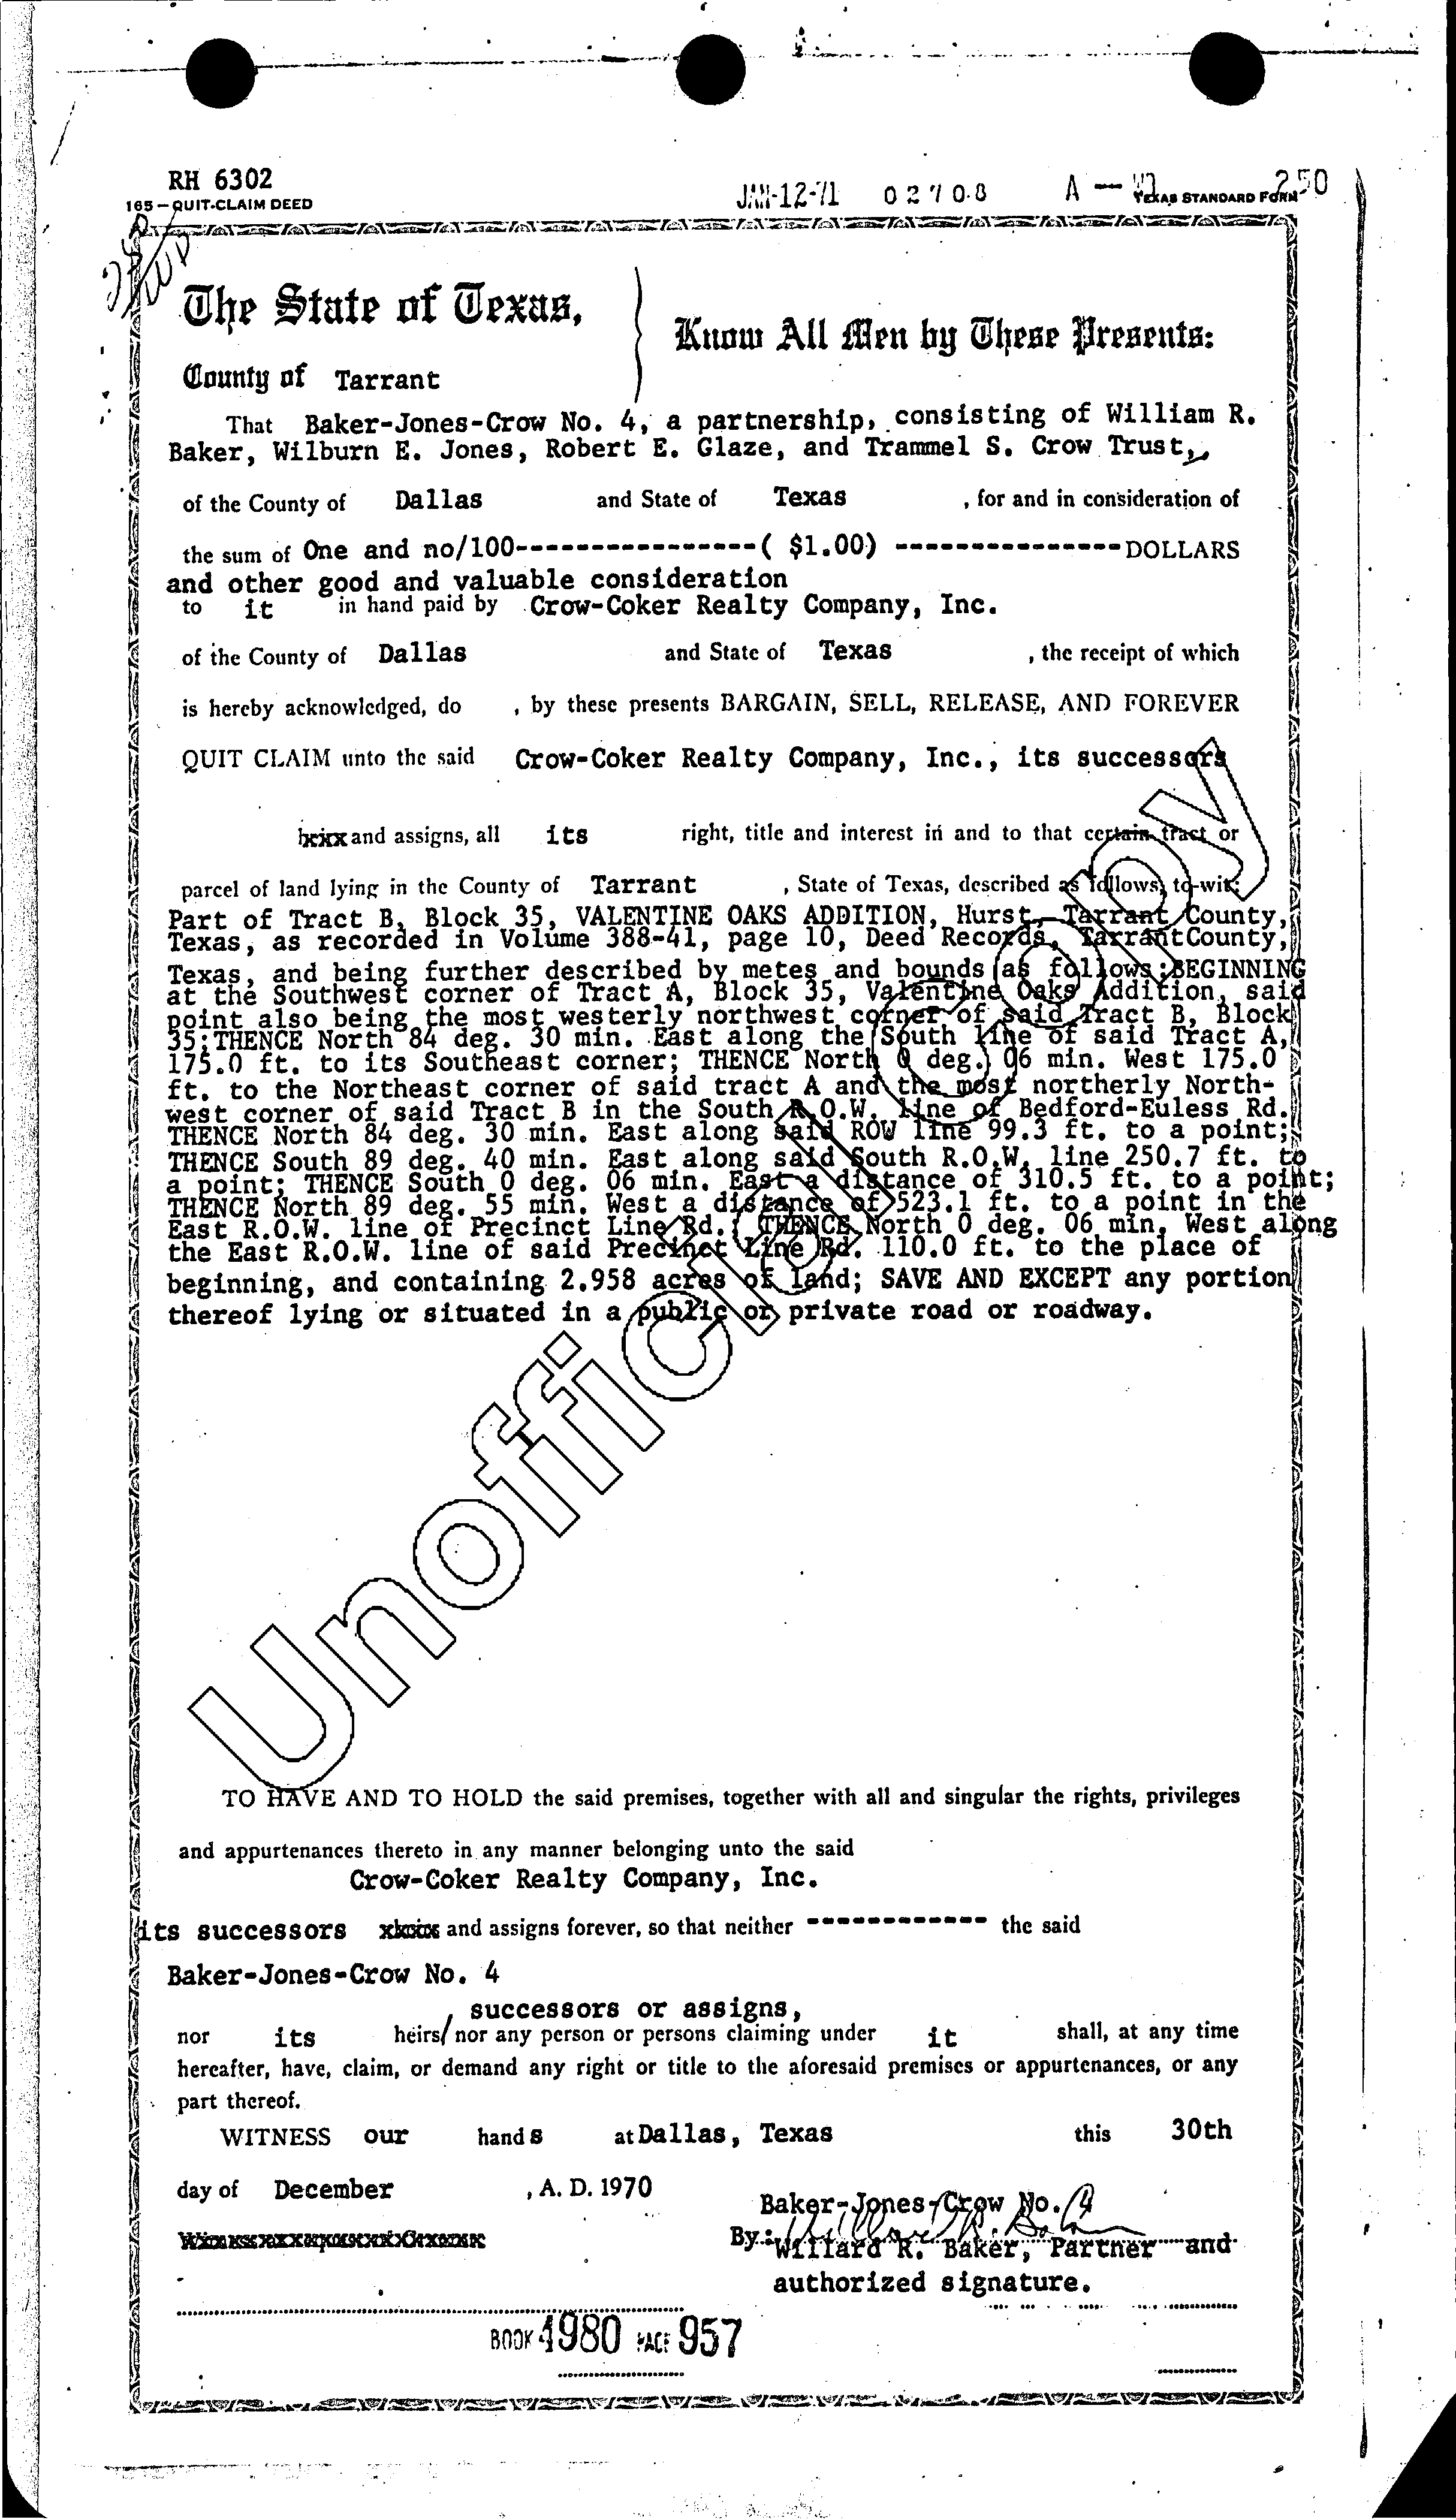 RH 6302
165 — QUIT-CLAIM DEED
JAN-12-71 02708 A — 250
TEXAS STANDARD FORM
The State of Texas,
Know All Men by These Presents:
County of Tarrant
That Baker-Jones-Crow No. 4, a partnership, consisting of William R.
Baker, Wilburn E. Jones, Robert E. Glaze, and Trammel S. Crow Trust,
of the County of Dallas and State of Texas , for and in consideration of
the sum of One and no/100-----------------( $1.00) ---------------DOLLARS
and other good and valuable consideration
to it in hand paid by Crow-Coker Realty Company, Inc.
of the County of Dallas and State of Texas , the receipt of which
is hereby acknowledged, do , by these presents BARGAIN, SELL, RELEASE, AND FOREVER
QUIT CLAIM unto the said Crow-Coker Realty Company, Inc., its successors
and assigns, all its right, title and interest in and to that certain tract or
parcel of land lying in the County of Tarrant , State of Texas, described as follows, to-wit:
Part of Tract B, Block 35, VALENTINE OAKS ADDITION, Hurst, Tarrant County,
Texas, as recorded in Volume 388-41, page 10, Deed Records, TarrantCounty,
Texas, and being further described by metes and bounds as follows:BEGINNING
at the Southwest corner of Tract A, Block 35, Valentine Oaks Addition, said
point also being the most westerly northwest corner of said Tract B, Block
35;THENCE North 84 deg. 30 min. East along the South line of said Tract A,
175.0 ft. to its Southeast corner; THENCE North 0 deg. 06 min. West 175.0
ft. to the Northeast corner of said tract A and the most northerly North-
west corner of said Tract B in the South R.O.W. line of Bedford-Euless Rd.
THENCE North 84 deg. 30 min. East along said ROW line 99.3 ft. to a point;
THENCE South 89 deg. 40 min. East along said South R.O.W. line 250.7 ft. to
a point; THENCE South 0 deg. 06 min. East a distance of 310.5 ft. to a point;
THENCE North 89 deg. 55 min. West a distance of 523.1 ft. to a point in the
East R.O.W. line of Precinct Line Rd.; THENCE North 0 deg. 06 min. West along
the East R.O.W. line of said Precinct Line Rd. 110.0 ft. to the place of
beginning, and containing 2.958 acres of land; SAVE AND EXCEPT any portion
thereof lying or situated in a public or private road or roadway.
Unofficial Copy
TO HAVE AND TO HOLD the said premises, together with all and singular the rights, privileges
and appurtenances thereto in any manner belonging unto the said
Crow-Coker Realty Company, Inc.
its successors and assigns forever, so that neither ------------ the said
Baker-Jones-Crow No. 4
successors or assigns,
nor its heirs/ nor any person or persons claiming under it shall, at any time
hereafter, have, claim, or demand any right or title to the aforesaid premises or appurtenances, or any
part thereof.
WITNESS our hands at Dallas, Texas this 30th
day of December , A. D. 1970
Baker-Jones-Crow No. 4
By: Willard R. Baker
Willard R. Baker, Partner and
authorized signature.
BOOK 4980 PAGE 957